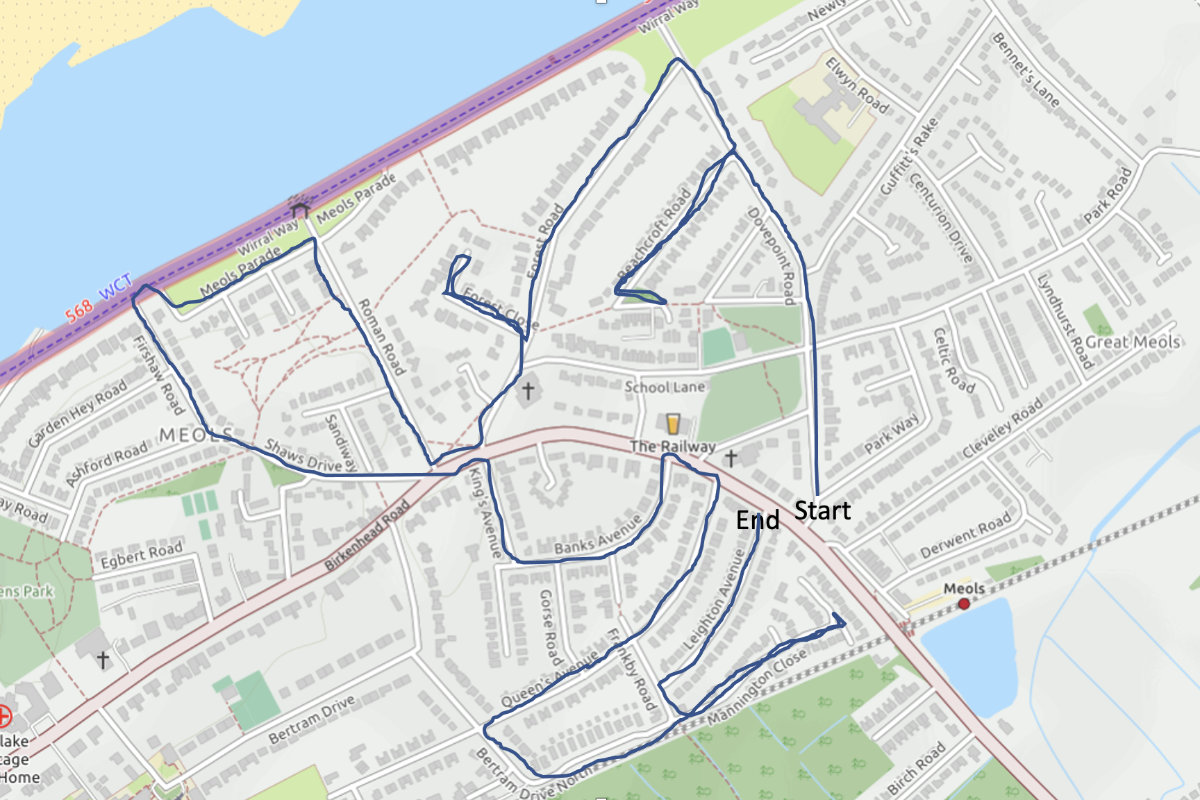 Wirral Way
Newly
Bennet's Lane
Elwyn Road
Guffitt's Rake
Centurion Drive
Park Road
Meols Parade
Wirral Way
Meols Parade
568
WCT
Forest Road
Beachcroft Road
Dovepoint Road
Forest Close
Roman Road
Lyndhurst Road
Great Meols
Celtic Road
School Lane
Firshaw Road
Garden Hey Road
MEOLS
Sandiway
Shaws Drive
Ashford Road
ay Road
The Railway
Park Way
Cleveley Road
King's Avenue
Birkenhead Road
Start
End
Banks Avenue
Egbert Road
Derwent Road
ens Park
Meols
Gorse Road
Leighton Avenue
Frankby Road
Queen's Avenue
Mannington Close
Bertram Drive
Bertram Drive North
Birch Road
lake
tage
Home